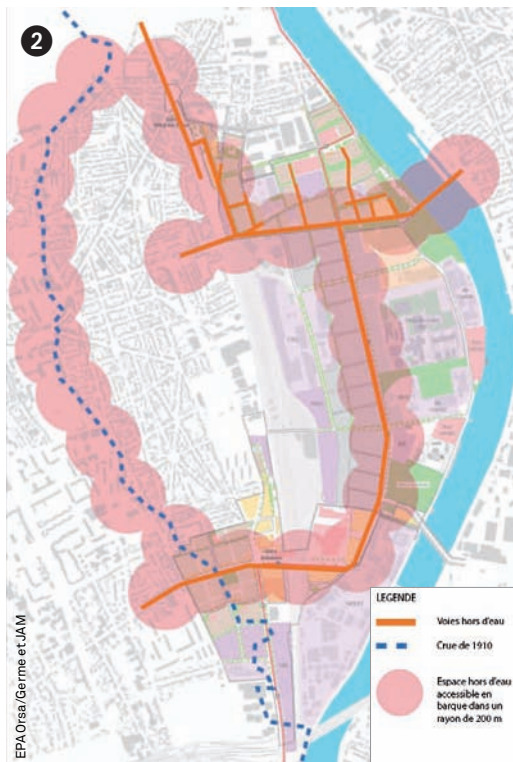 2
LEGENDE
Voies hors d'eau
Crue de 1910
Espace hors d'eau
accessible en
barque dans un
rayon de 200 m
EPA Orsa/Germe et JAM